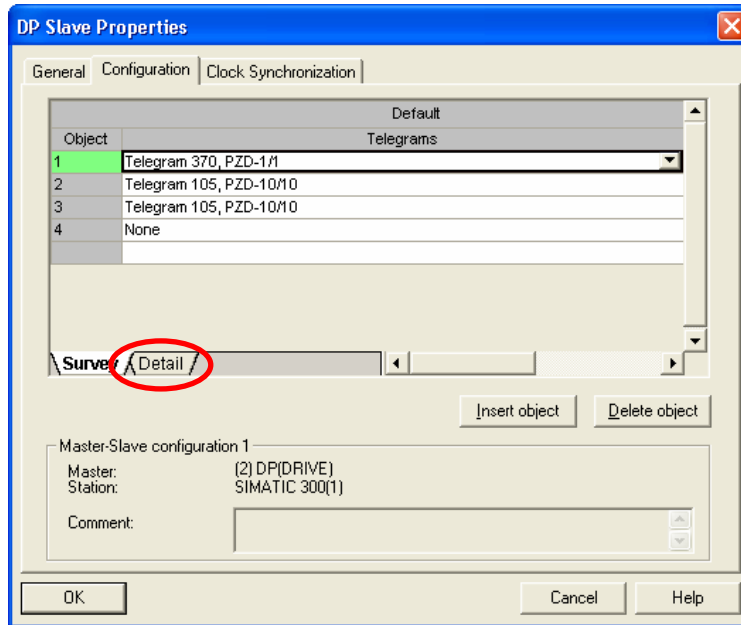 DP Slave Properties
General Configuration Clock Synchronization
Default
Object Telegrams
1 Telegram 370, PZD-1/1
2 Telegram 105, PZD-10/10
3 Telegram 105, PZD-10/10
4 None
Survey Detail
Insert object Delete object
Master-Slave configuration 1
Master: (2) DP(DRIVE)
Station: SIMATIC 300(1)
Comment:
OK Cancel Help